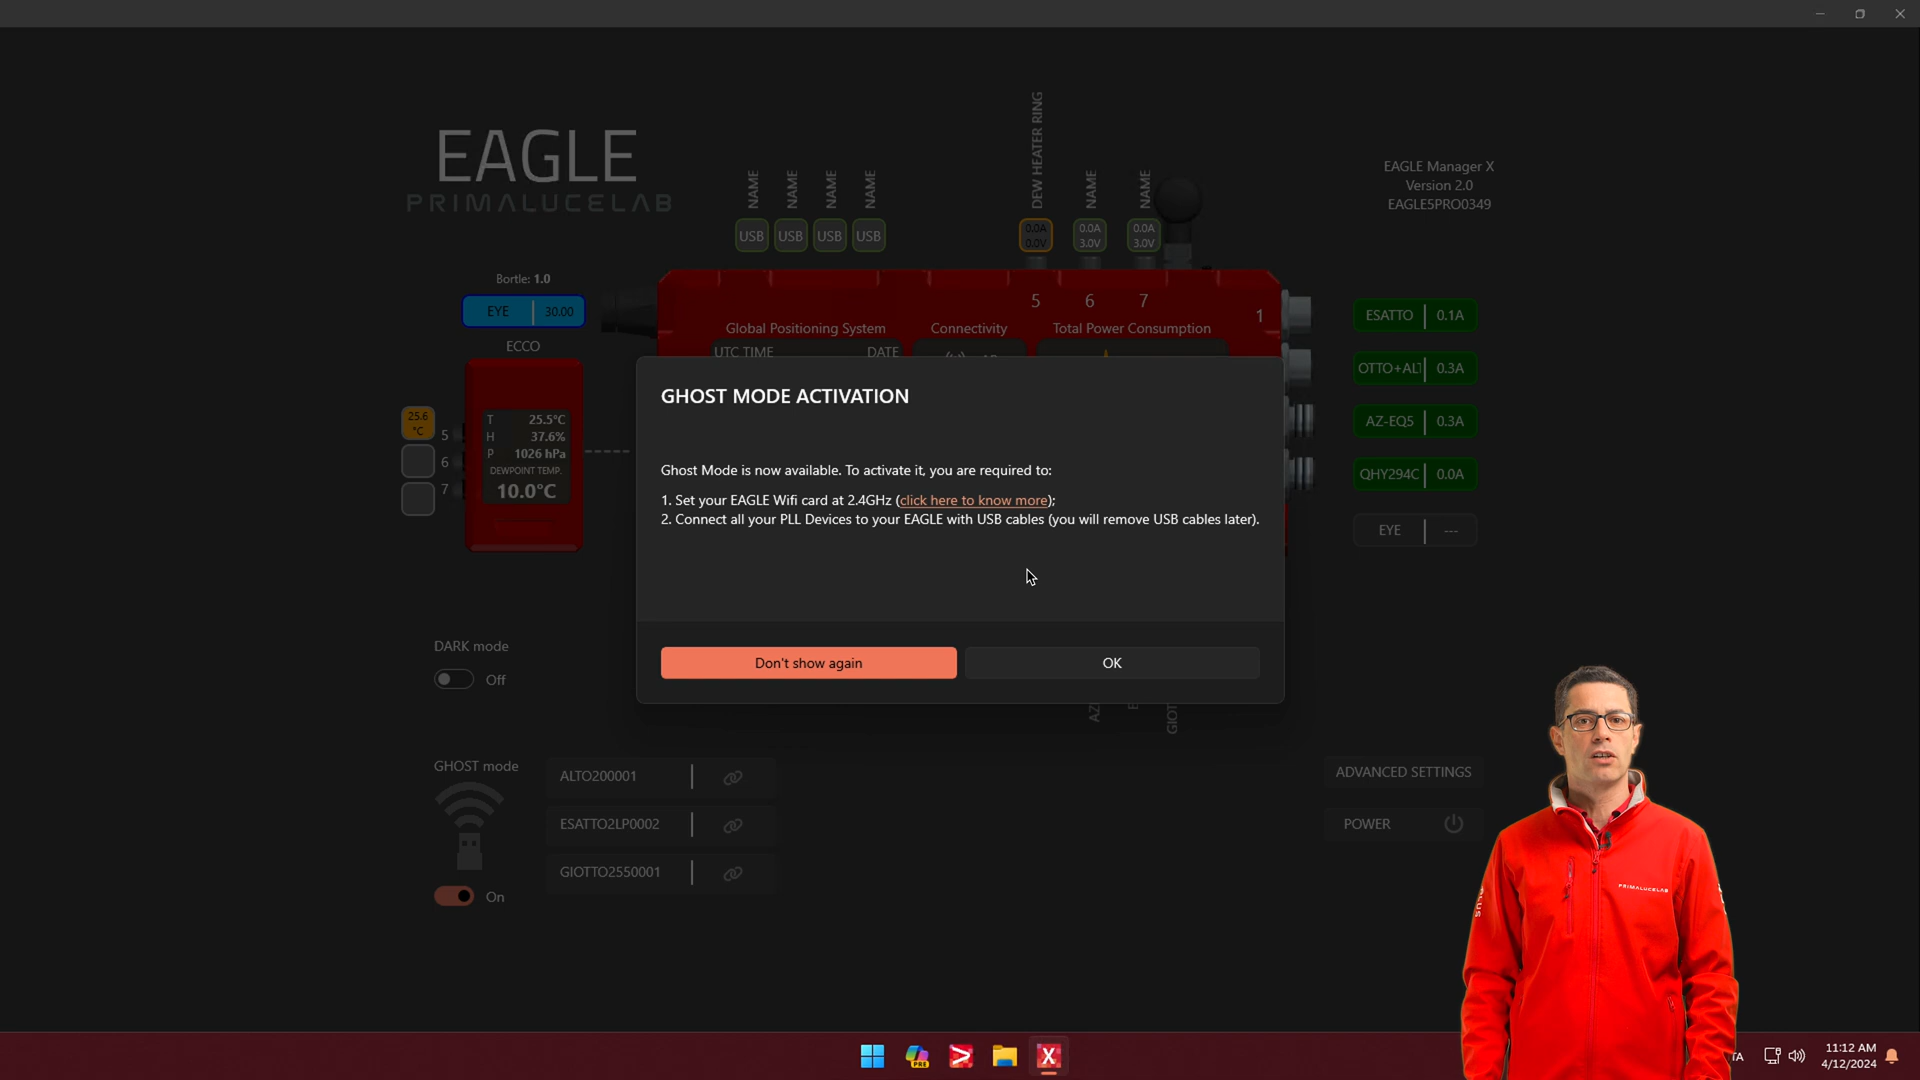 EAGLE
PRIMALUCELAB
NAME
NAME
NAME
NAME
DEW HEATER RING
NAME
NAME
EAGLE Manager X
Version 2.0
EAGLE5PRO0349
USB
USB
USB
USB
0.0A
0.0V
0.0A
3.0V
0.0A
3.0V
Bortle: 1.0
EYE 30.00
ECCO
5 6 7
1
Global Positioning System
Connectivity
Total Power Consumption
UTC TIME DATE
ESATTO 0.1A
OTTO+AL 0.3A
AZ-EQ5 0.3A
QHY294C 0.0A
EYE ---
25.6
°C
5
6
7
T 25.5°C
H 37.6%
P 1026 hPa
DEWPOINT TEMP.
10.0°C
GHOST MODE ACTIVATION
Ghost Mode is now available. To activate it, you are required to:
1. Set your EAGLE Wifi card at 2.4GHz (click here to know more);
2. Connect all your PLL Devices to your EAGLE with USB cables (you will remove USB cables later).
Don't show again
OK
DARK mode
Off
AZ
E
GIOT
GHOST mode
On
ALTO200001
ESATTO2LP0002
GIOTTO2550001
ADVANCED SETTINGS
POWER
PRIMALUCELAB
PRE
X
TA
11:12 AM
4/12/2024